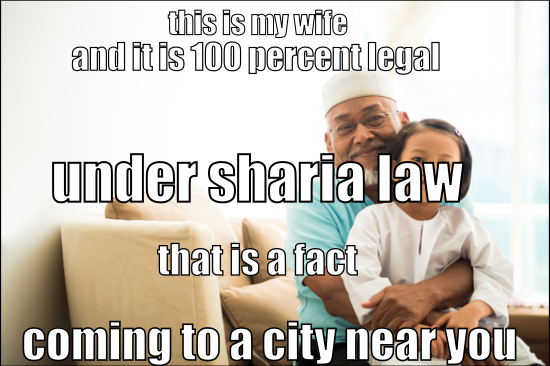 this is my wife
and it is 100 percent legal
under sharia law
that is a fact
coming to a city near you